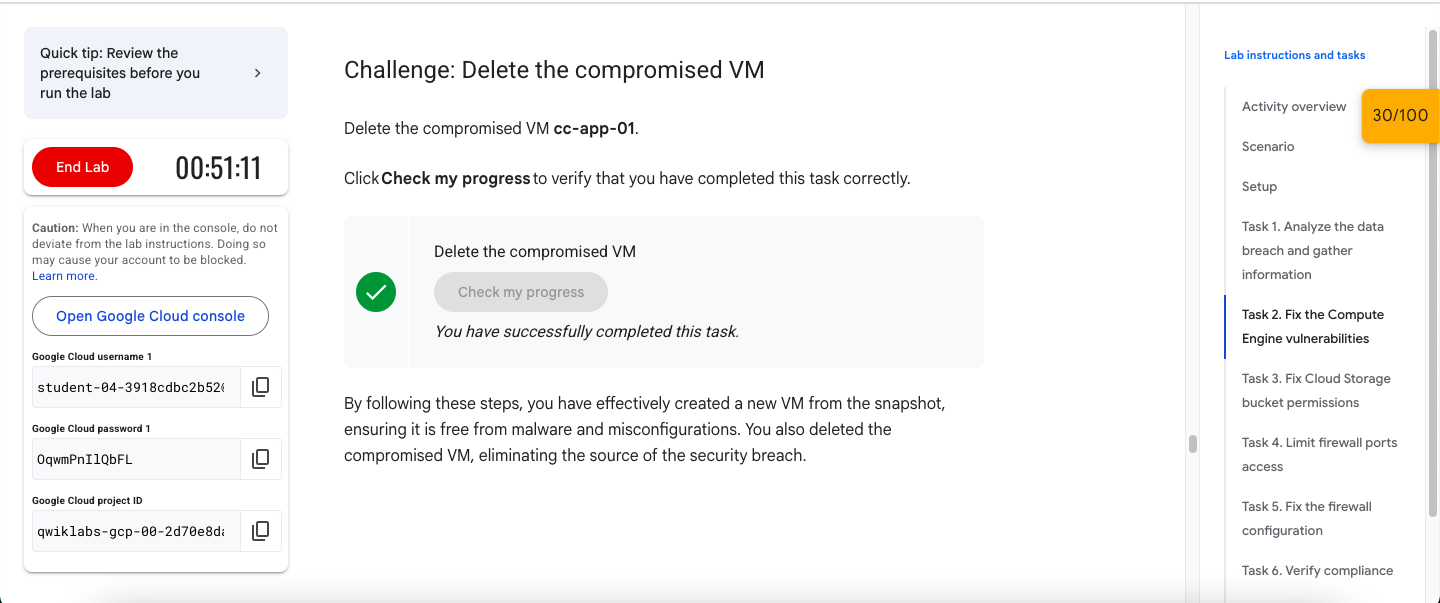 Quick tip: Review the
prerequisites before you
run the lab
End Lab
00:51:11
Caution: When you are in the console, do not
deviate from the lab instructions. Doing so
may cause your account to be blocked.
Learn more.
Open Google Cloud console
Google Cloud username 1
student-04-3918cdbc2b520
Google Cloud password 1
OqwmPnIlQbFL
Google Cloud project ID
qwiklabs-gcp-00-2d70e8da
Challenge: Delete the compromised VM
Delete the compromised VM cc-app-01.
Click Check my progress to verify that you have completed this task correctly.
Delete the compromised VM
Check my progress
You have successfully completed this task.
By following these steps, you have effectively created a new VM from the snapshot,
ensuring it is free from malware and misconfigurations. You also deleted the
compromised VM, eliminating the source of the security breach.
Lab instructions and tasks
30/100
Activity overview
Scenario
Setup
Task 1. Analyze the data
breach and gather
information
Task 2. Fix the Compute
Engine vulnerabilities
Task 3. Fix Cloud Storage
bucket permissions
Task 4. Limit firewall ports
access
Task 5. Fix the firewall
configuration
Task 6. Verify compliance